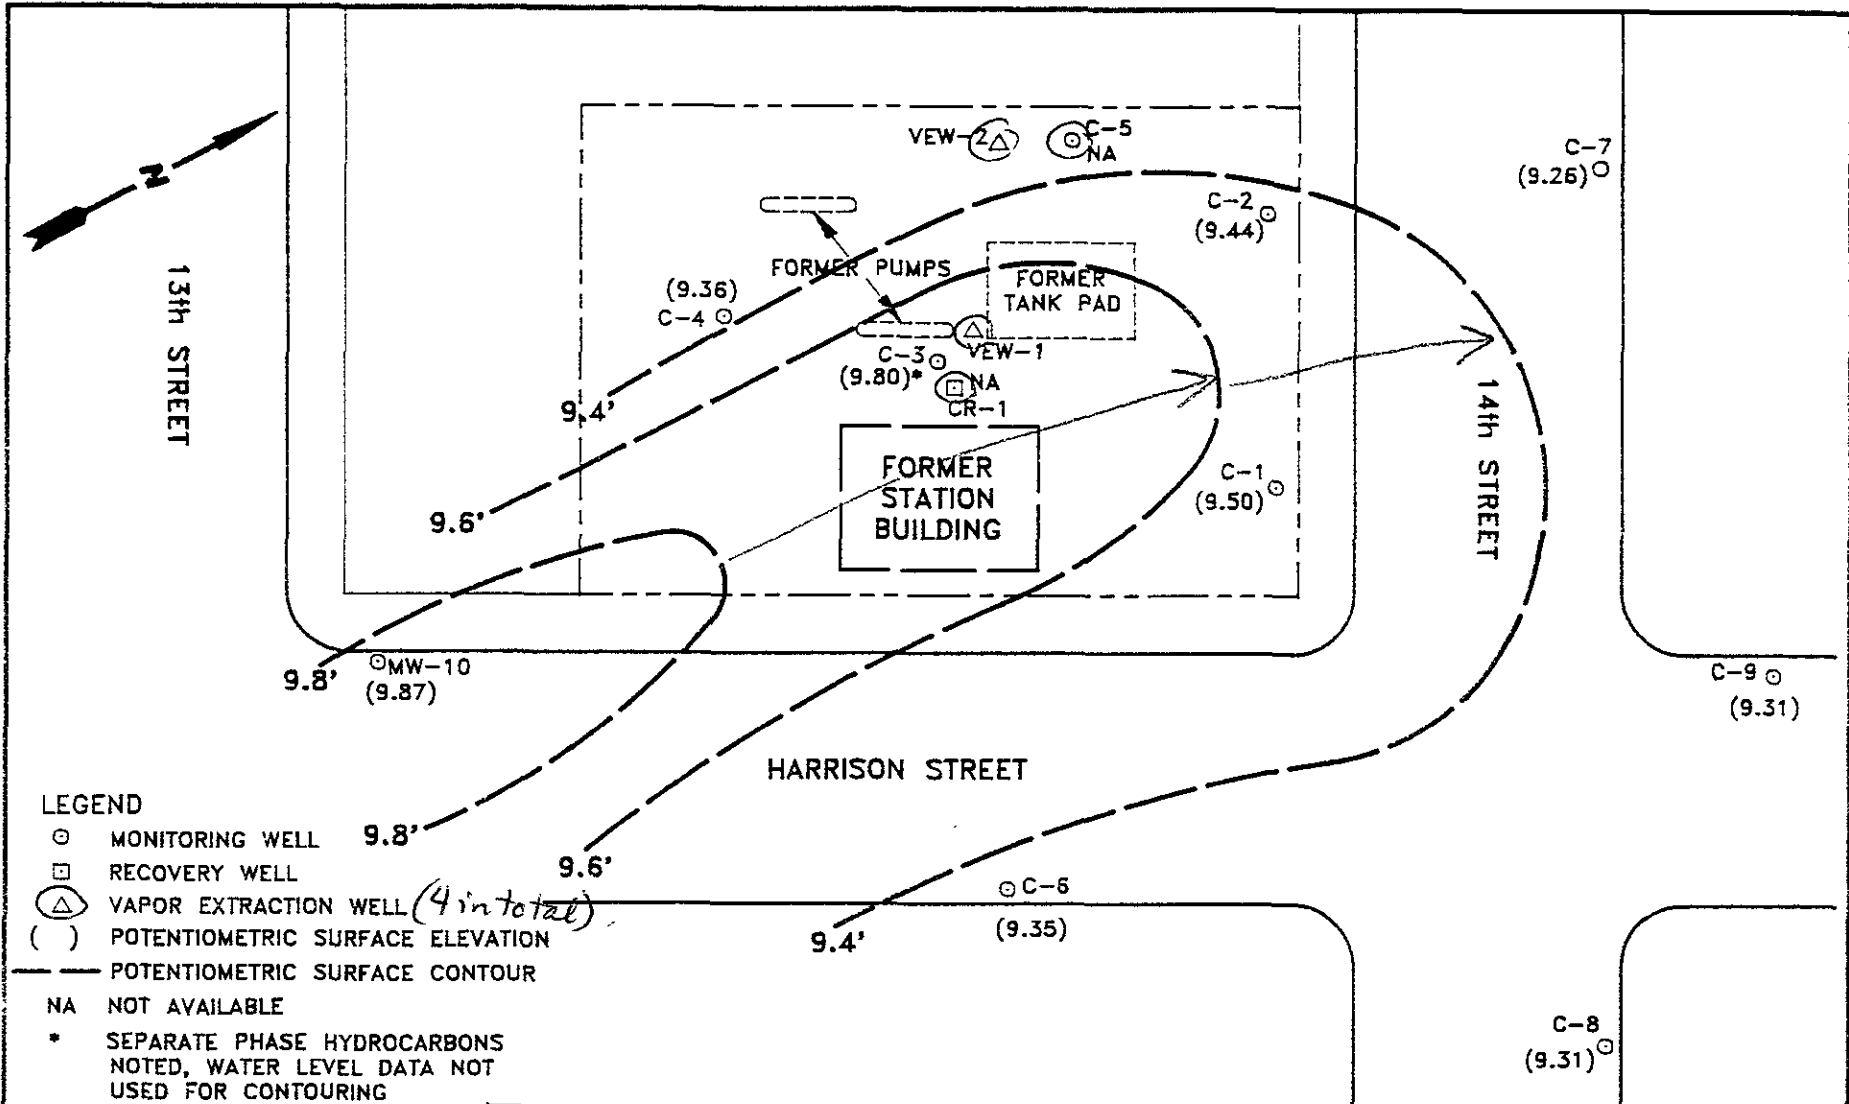 VEW-2
C-5
NA
C-7
(9.26)
C-2
(9.44)
N
13th STREET
FORMER PUMPS
FORMER
TANK PAD
(9.36)
C-4
VEW-1
C-3
(9.80)*
NA
CR-1
9.4'
14th STREET
FORMER
STATION
BUILDING
C-1
(9.50)
9.6'
9.8'
MW-10
(9.87)
C-9
(9.31)
HARRISON STREET
LEGEND
MONITORING WELL
RECOVERY WELL
VAPOR EXTRACTION WELL (4 in total)
( ) POTENTIOMETRIC SURFACE ELEVATION
POTENTIOMETRIC SURFACE CONTOUR
NA NOT AVAILABLE
* SEPARATE PHASE HYDROCARBONS
NOTED, WATER LEVEL DATA NOT
USED FOR CONTOURING
9.8'
9.6'
9.4'
C-6
(9.35)
C-8
(9.31)